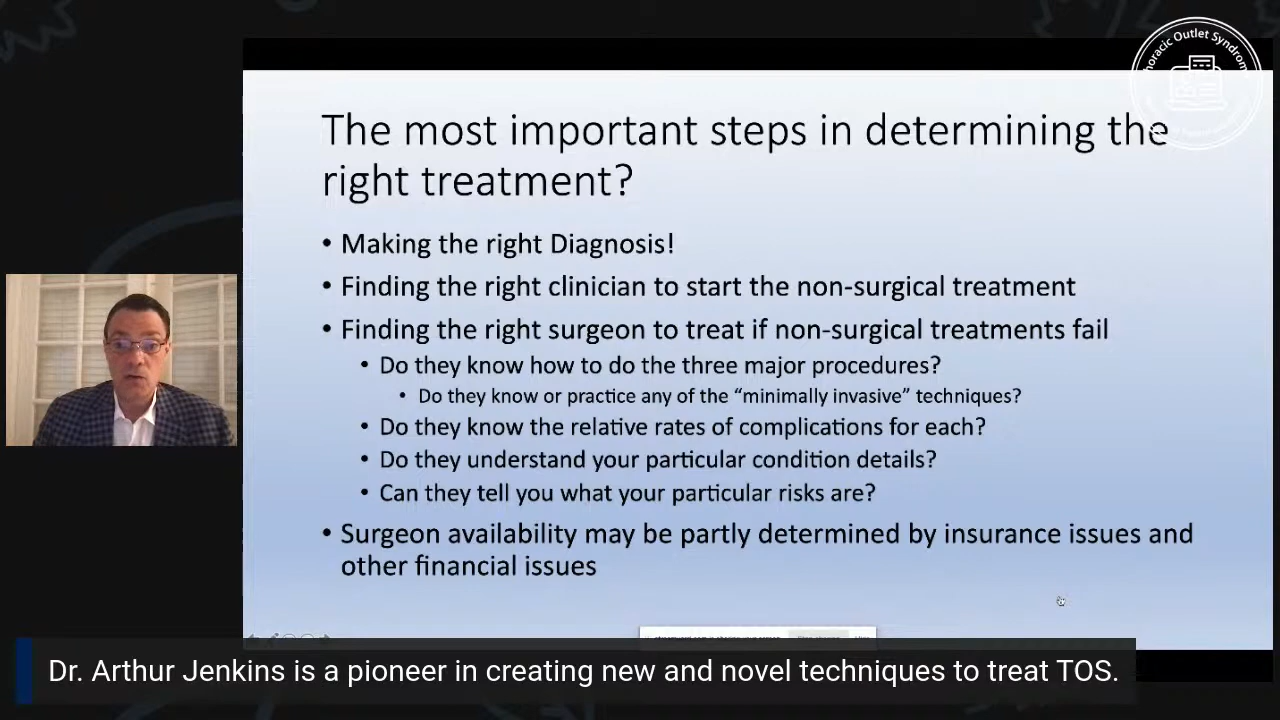 Thoracic Outlet Syndrome
The most important steps in determining the
right treatment?
• Making the right Diagnosis!
• Finding the right clinician to start the non-surgical treatment
• Finding the right surgeon to treat if non-surgical treatments fail
• Do they know how to do the three major procedures?
• Do they know or practice any of the “minimally invasive” techniques?
• Do they know the relative rates of complications for each?
• Do they understand your particular condition details?
• Can they tell you what your particular risks are?
• Surgeon availability may be partly determined by insurance issues and
other financial issues
Dr. Arthur Jenkins is a pioneer in creating new and novel techniques to treat TOS.